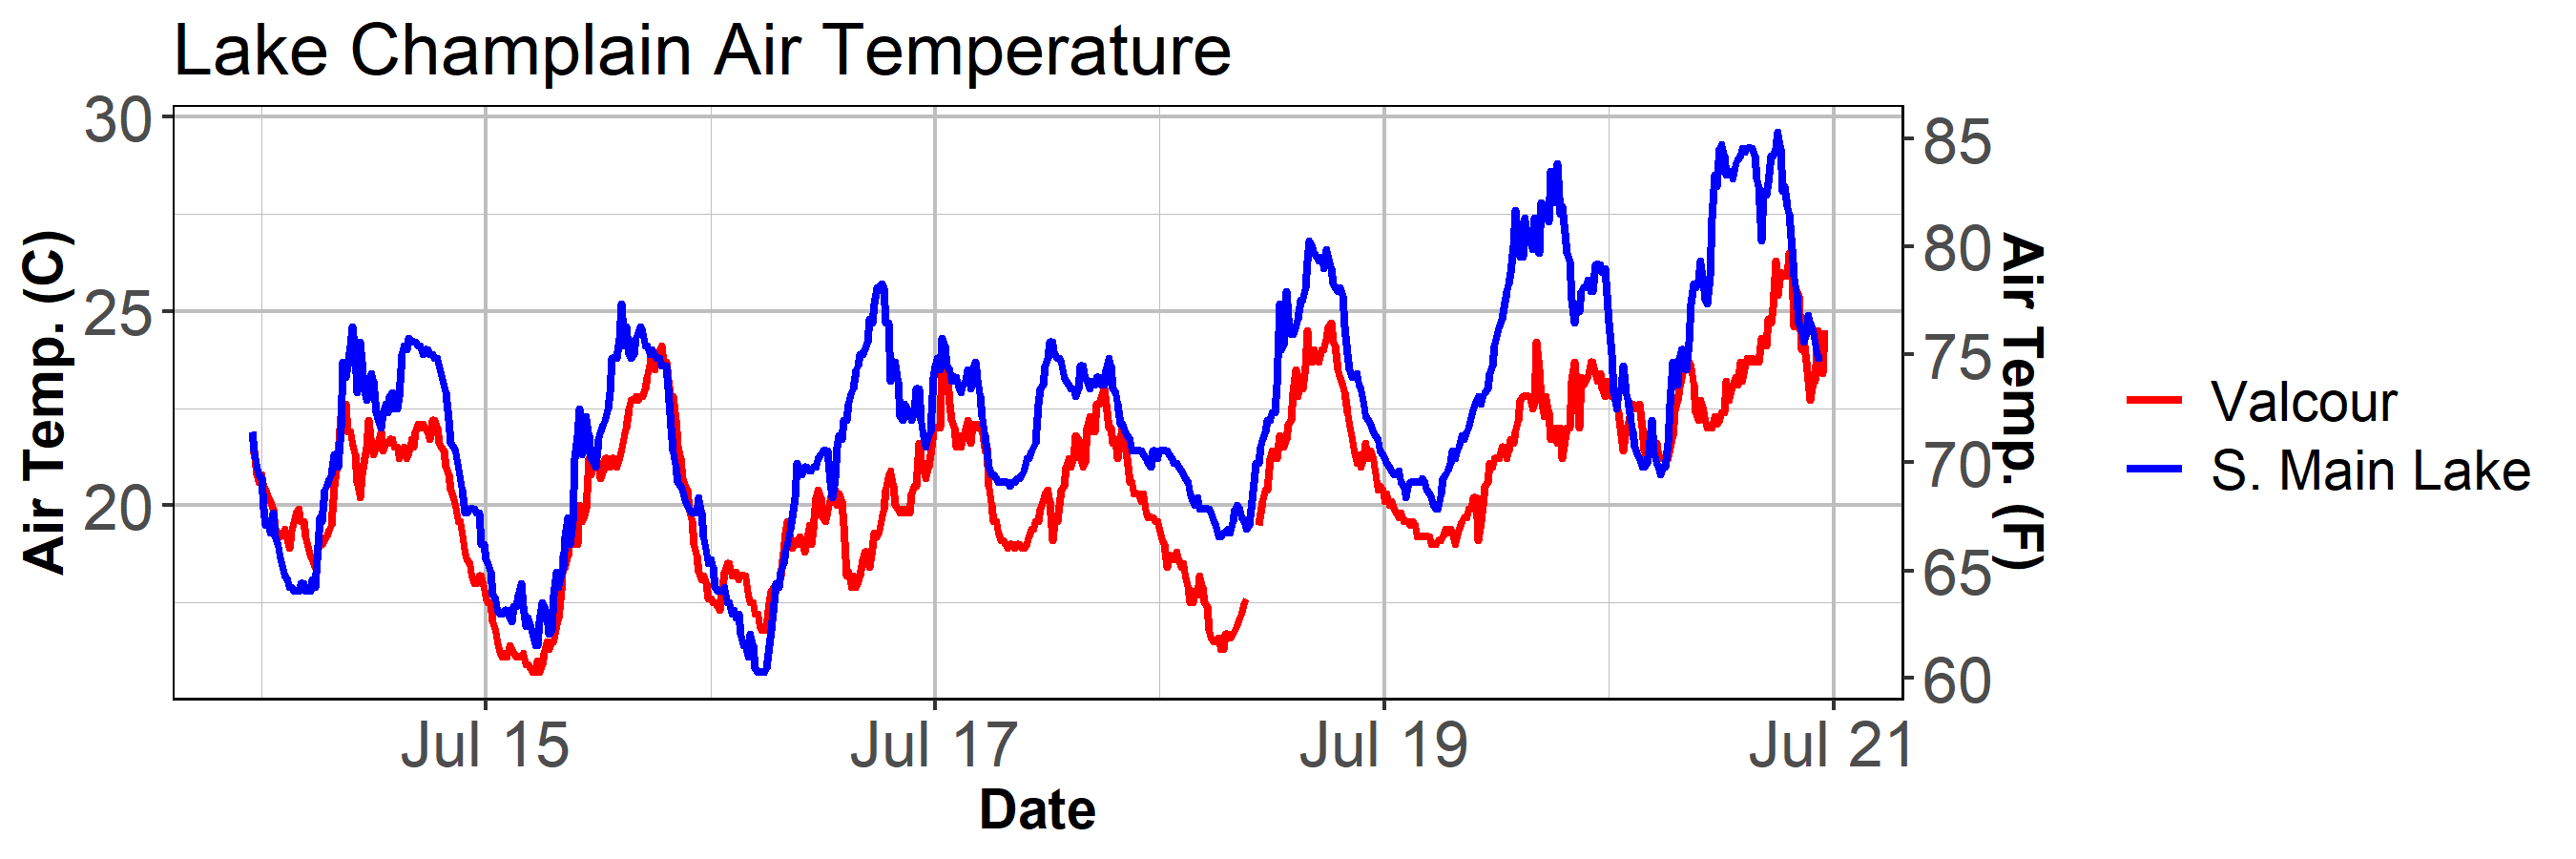 Lake Champlain Air Temperature
Air Temp. (C)
30
25
20
85
80
75
70
65
60
Air Temp. (F)
Jul 15
Jul 17
Jul 19
Jul 21
Date
Valcour
S. Main Lake